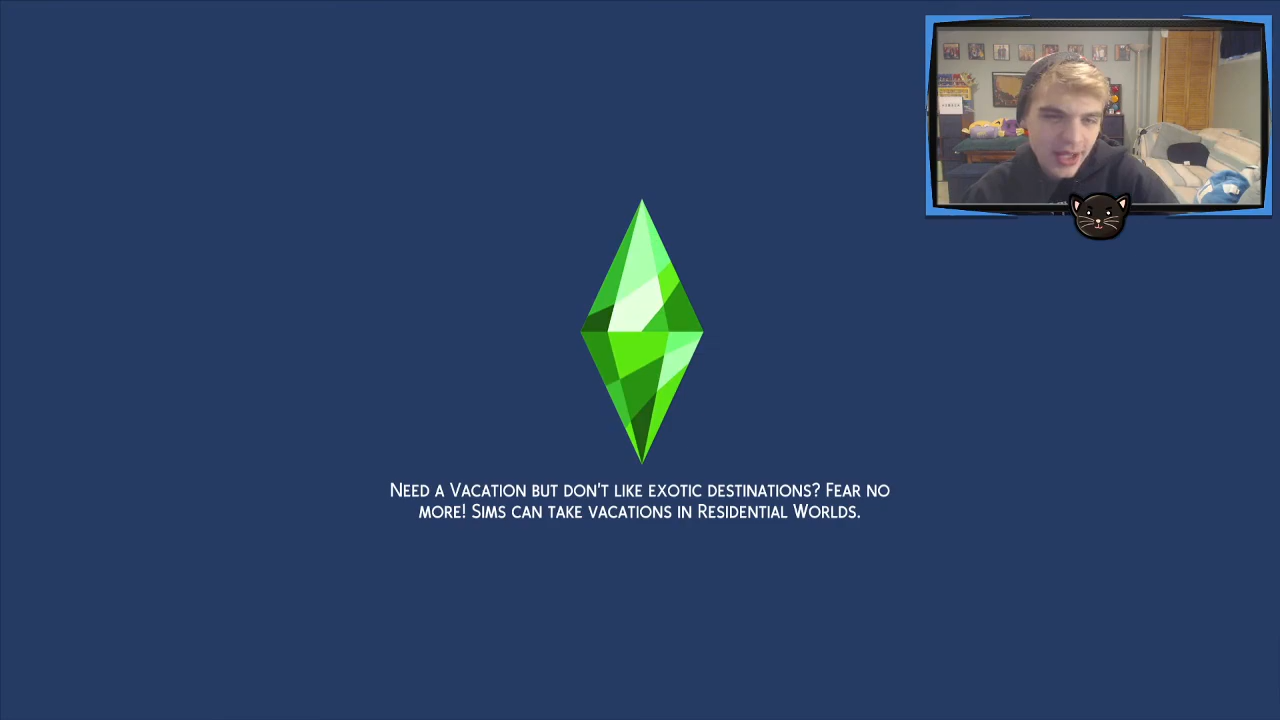 Need a Vacation but don't like exotic destinations? Fear no
more! Sims can take vacations in Residential Worlds.